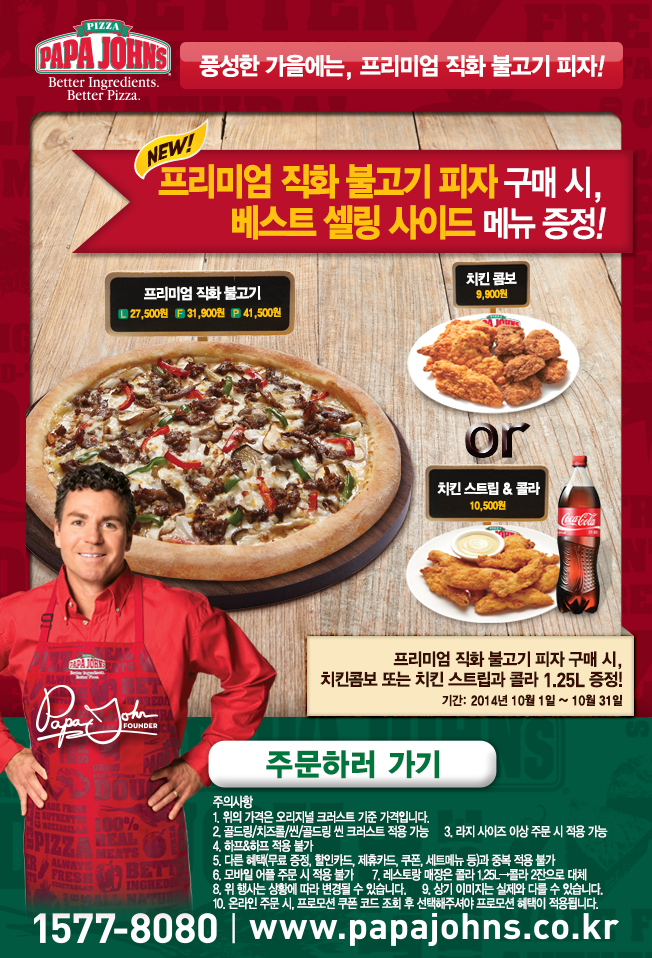 PIZZA
PAPA JOHNS
Better Ingredients.
Better Pizza.
풍성한 가을에는, 프리미엄 직화 불고기 피자!
NEW!
프리미엄 직화 불고기 피자 구매 시,
베스트 셀링 사이드 메뉴 증정!
프리미엄 직화 불고기
L 27,500원 F 31,900원 P 41,500원
치킨 콤보
9,900원
or
치킨 스트립 & 콜라
10,500원
Coca-Cola
프리미엄 직화 불고기 피자 구매 시,
치킨콤보 또는 치킨 스트립과 콜라 1.25L 증정!
기간: 2014년 10월 1일 ~ 10월 31일
PIZZA
PAPA JOHNS
Better Ingredients.
Better Pizza.
Papa John
FOUNDER
주문하러 가기
주의사항
1. 위의 가격은 오리지널 크러스트 기준 가격입니다.
2. 골드링/치즈롤/씬/골드링 씬 크러스트 적용 가능 3. 라지 사이즈 이상 주문 시 적용 가능
4. 하프&하프 적용 불가
5. 다른 혜택(무료 증정, 할인카드, 제휴카드, 쿠폰, 세트메뉴 등)과 중복 적용 불가
6. 모바일 어플 주문 시 적용 불가 7. 레스토랑 매장은 콜라 1.25L→콜라 2잔으로 대체
8. 위 행사는 상황에 따라 변경될 수 있습니다. 9. 상기 이미지는 실제와 다를 수 있습니다.
10. 온라인 주문 시, 프로모션 쿠폰 코드 조회 후 선택해주셔야 프로모션 혜택이 적용됩니다.
1577-8080 | www.papajohns.co.kr